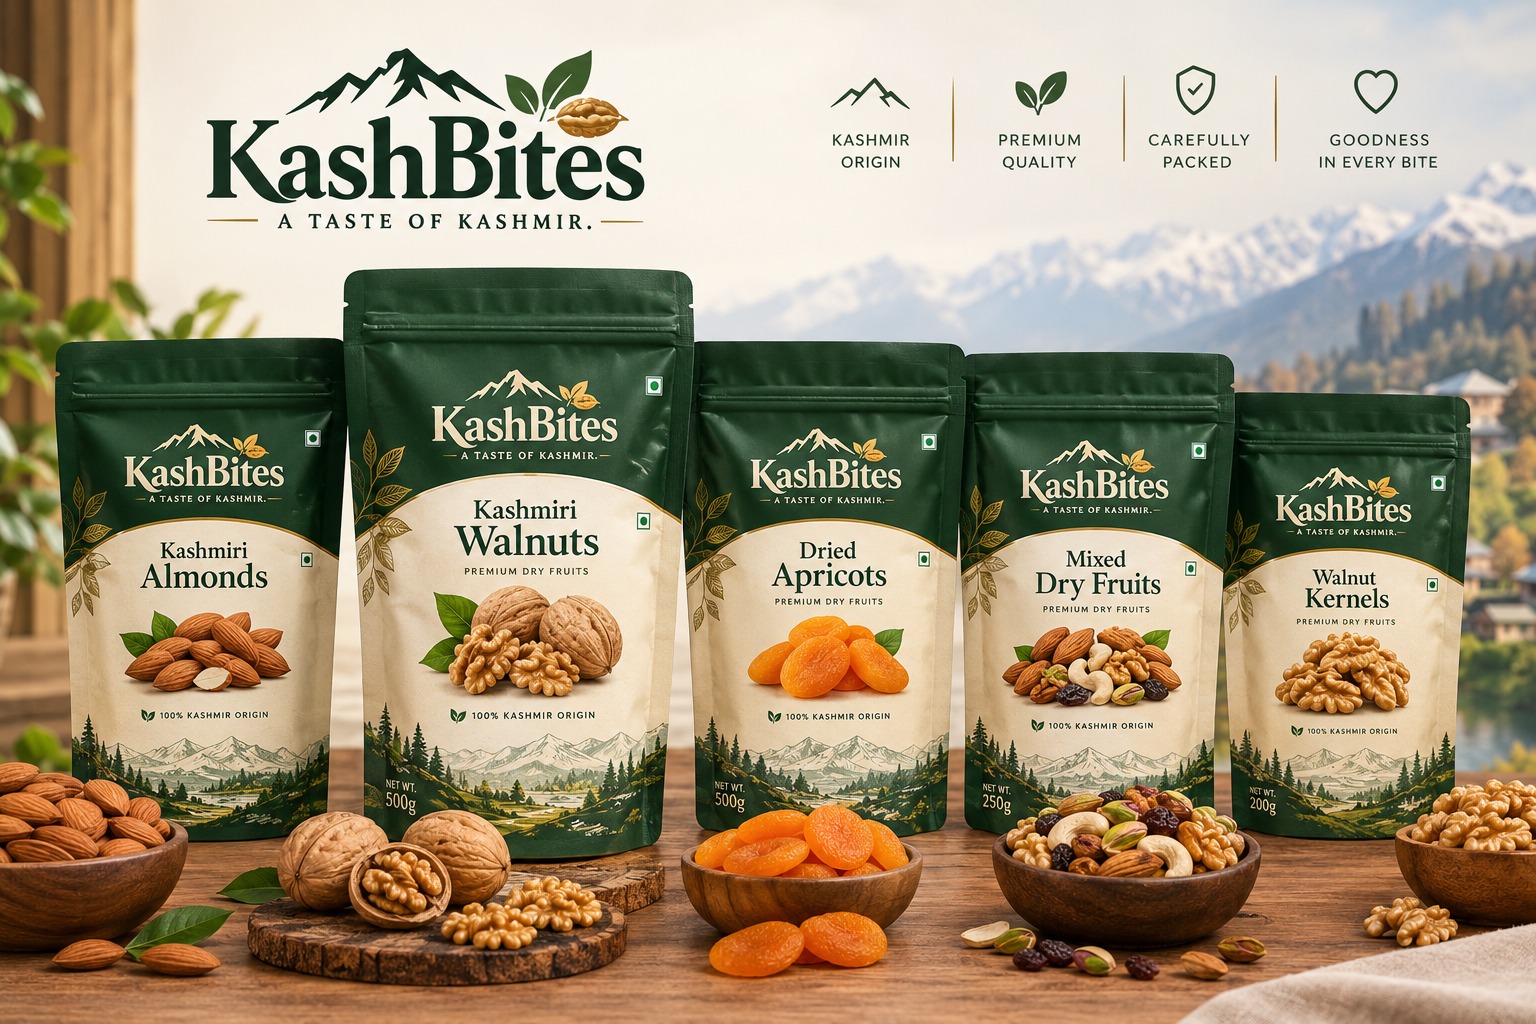 KashBites
A TASTE OF KASHMIR.
KASHMIR
ORIGIN
PREMIUM
QUALITY
CAREFULLY
PACKED
GOODNESS
IN EVERY BITE
KashBites
A TASTE OF KASHMIR.
Kashmiri
Almonds
100% KASHMIR ORIGIN
KashBites
A TASTE OF KASHMIR.
Kashmiri
Walnuts
PREMIUM DRY FRUITS
100% KASHMIR ORIGIN
NET WT.
500g
KashBites
A TASTE OF KASHMIR.
Dried
Apricots
PREMIUM DRY FRUITS
100% KASHMIR ORIGIN
NET WT.
500g
KashBites
A TASTE OF KASHMIR.
Mixed
Dry Fruits
PREMIUM DRY FRUITS
100% KASHMIR ORIGIN
NET WT.
250g
KashBites
A TASTE OF KASHMIR.
Walnut
Kernels
PREMIUM DRY FRUITS
100% KASHMIR ORIGIN
NET WT.
200g